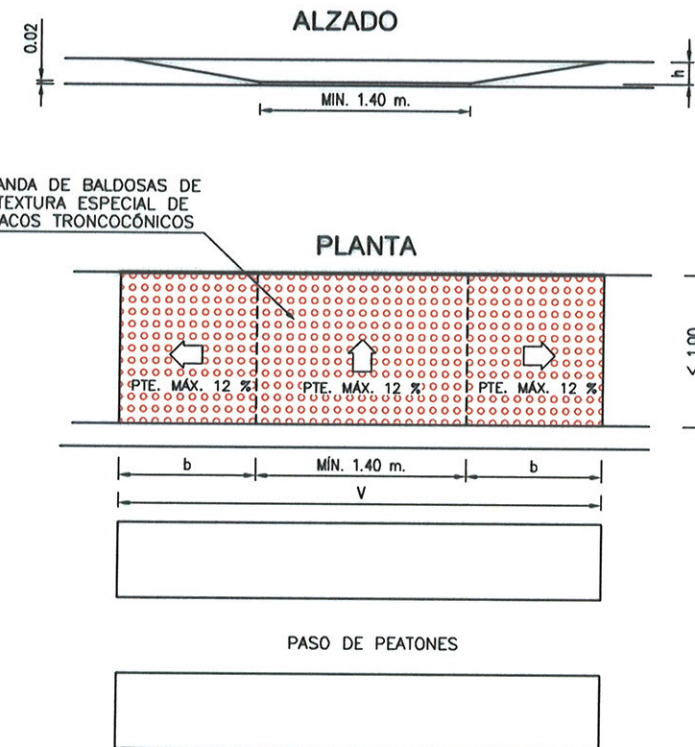 ALZADO
0.02
h
MIN. 1.40 m.
ANDA DE BALDOSAS DE
TEXTURA ESPECIAL DE
ACOS TRONCOCÓNICOS
PLANTA
PTE. MÁX. 12 %
PTE. MÁX. 12 %
PTE. MÁX. 12 %
b
MÍN. 1.40 m.
b
V
PASO DE PEATONES